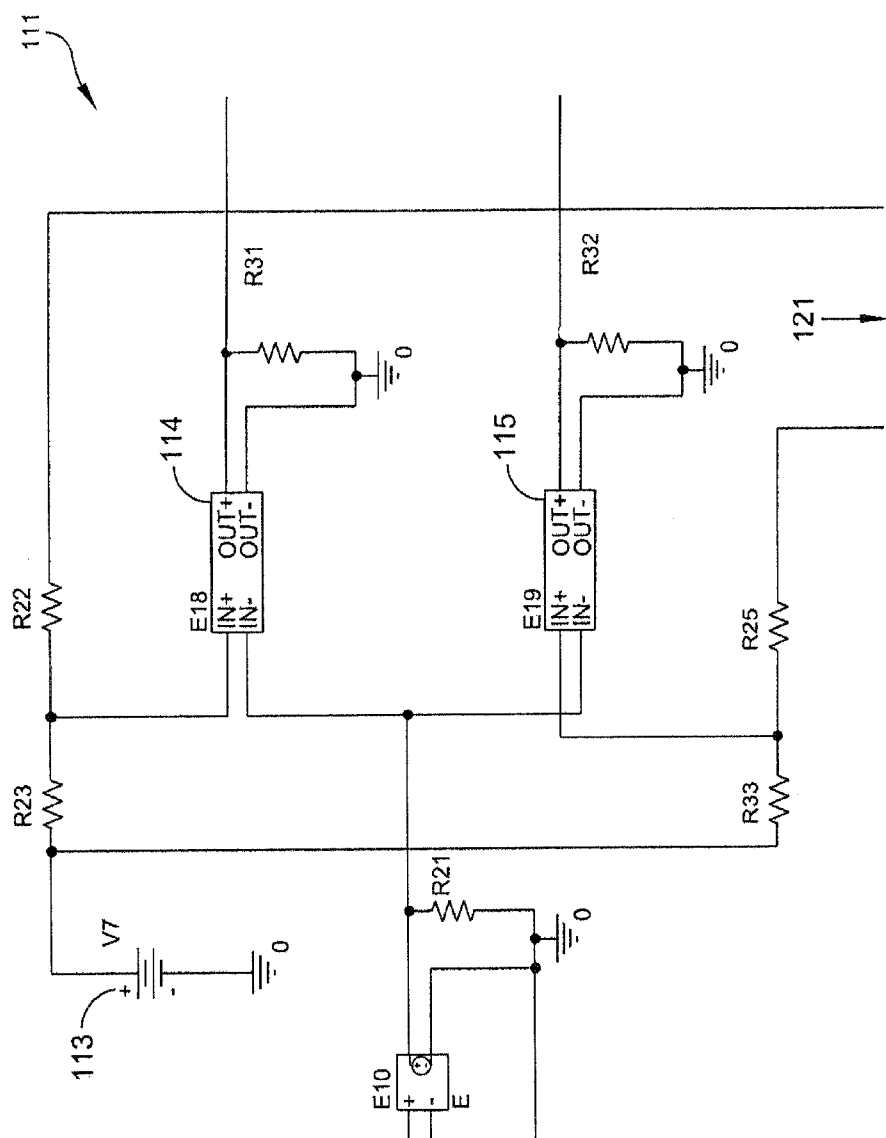 111
R31
R32
0
0
121
114
115
OUT+
OUT-
OUT+
OUT-
R22
E18
IN+
IN-
E19
IN+
IN-
R25
R23
R33
R21
V7
0
0
+
-
113
E10
+
-
E